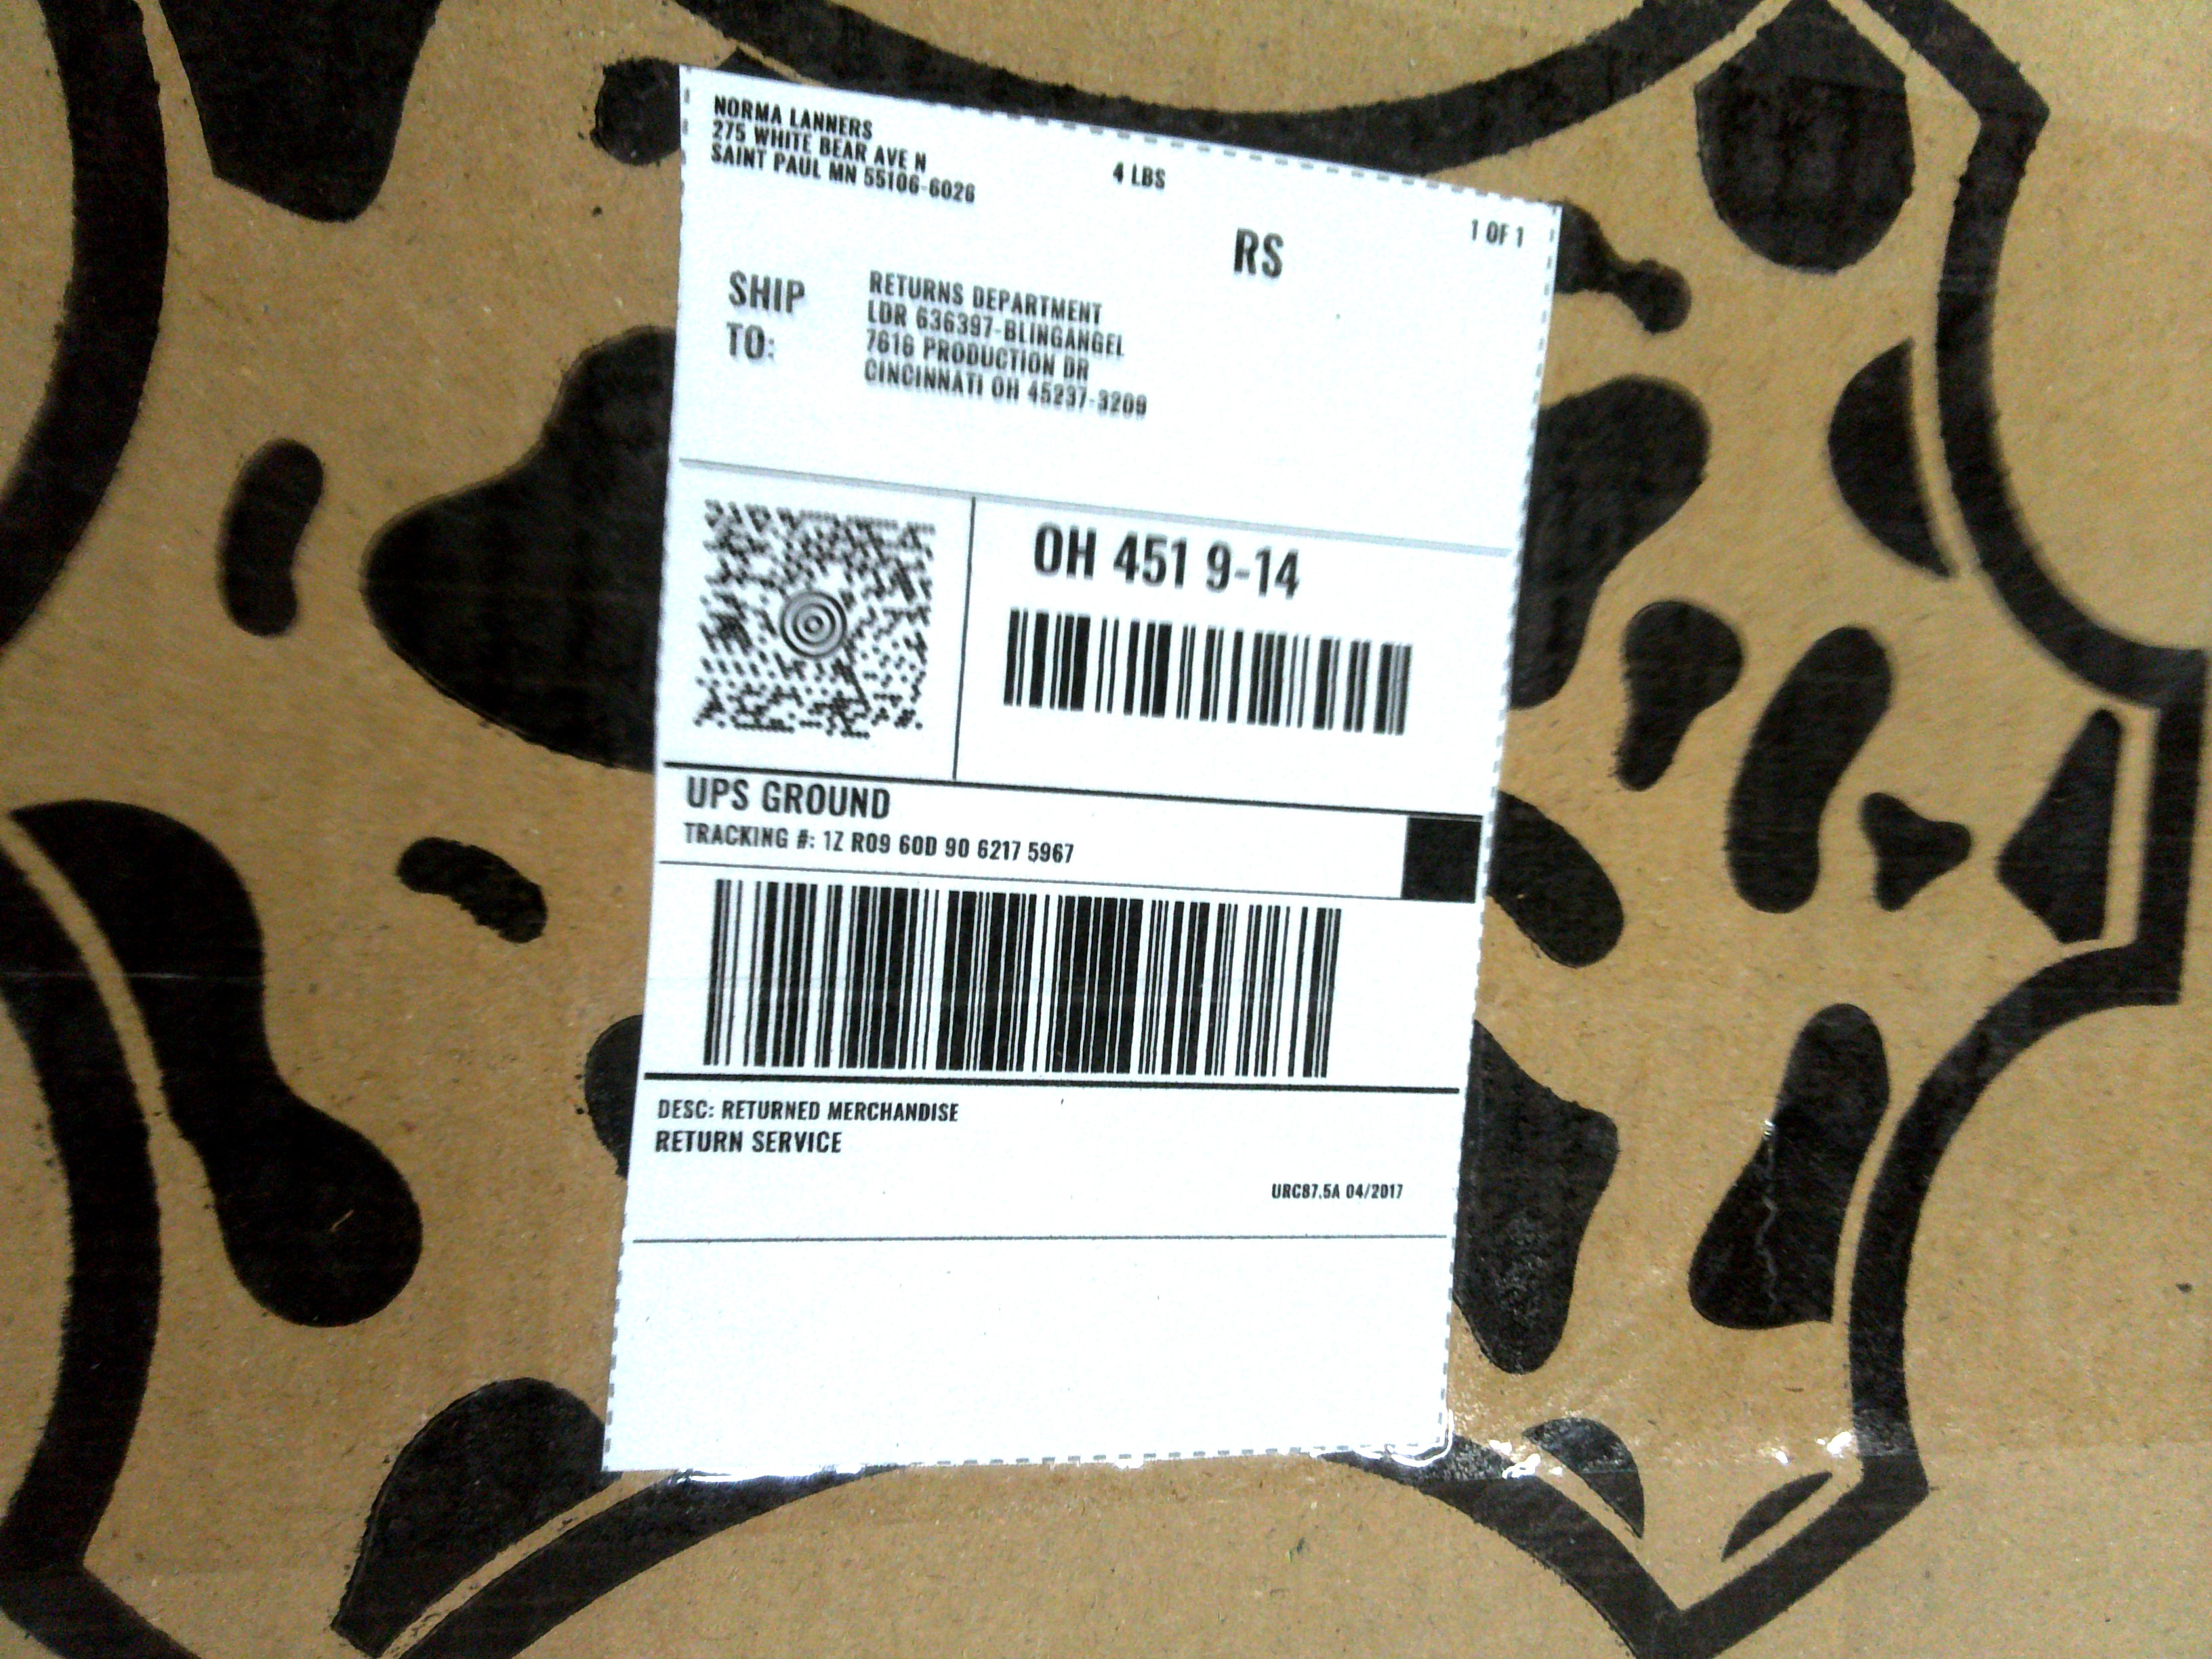 NORMA LANNERS
275 WHITE BEAR AVE N
SAINT PAUL MN 55106-6026
4 LBS
1 OF 1
RS
SHIP TO:
RETURNS DEPARTMENT
LDR 636397-BLINGANGEL
7616 PRODUCTION DR
CINCINNATI OH 45237-3209
OH 451 9-14
UPS GROUND
TRACKING #: 1Z R09 60D 90 6217 5967
DESC: RETURNED MERCHANDISE
RETURN SERVICE
URC87.5A 04/2017